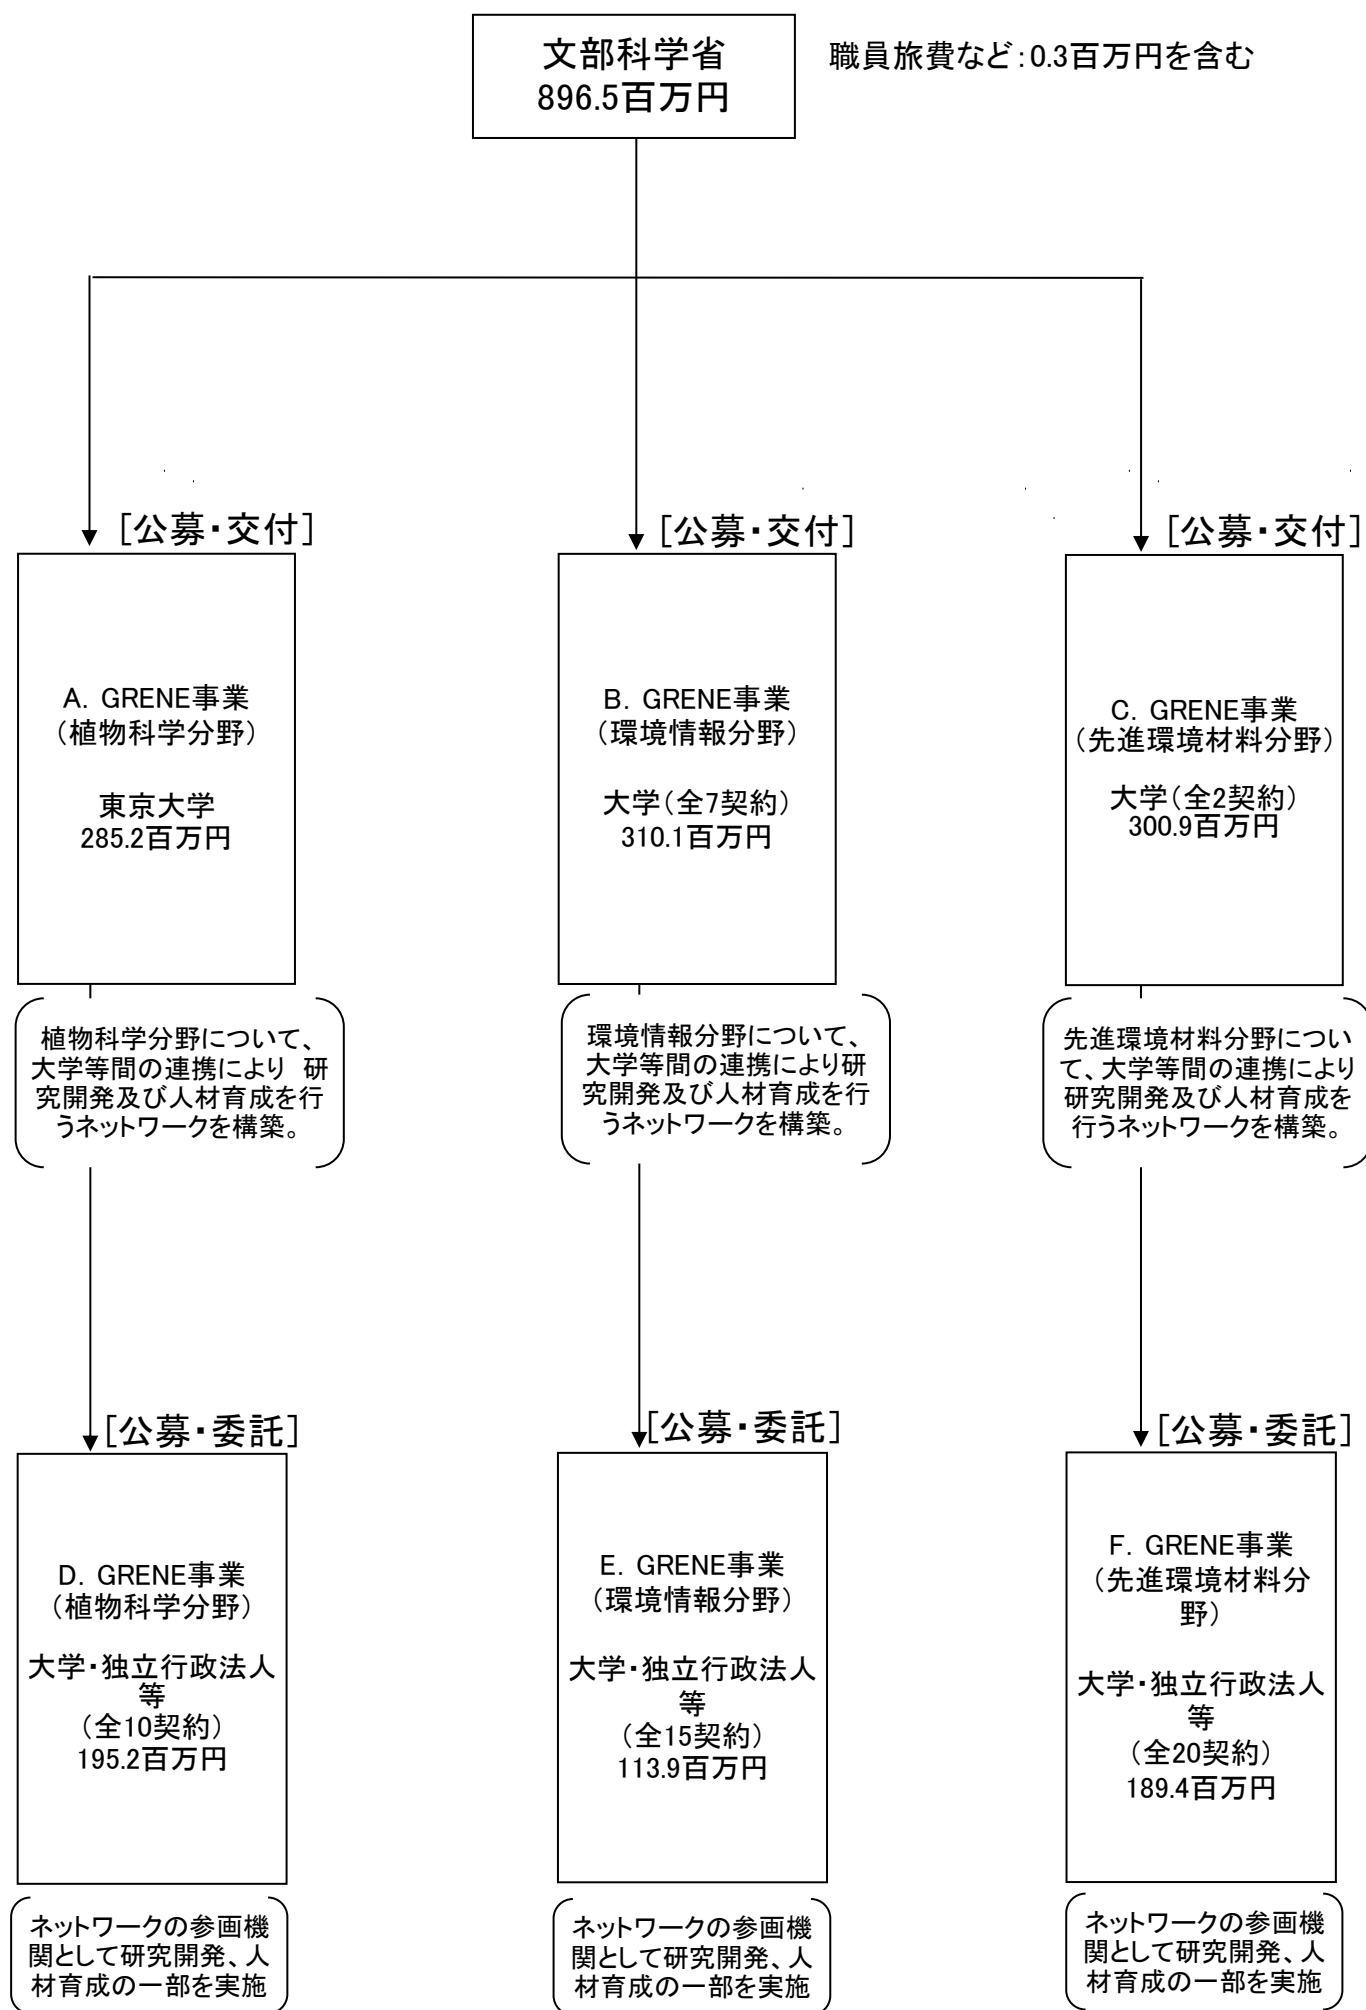 文部科学省
896.5百万円
職員旅費など：0.3百万円を含む
［公募・交付］
［公募・交付］
［公募・交付］
A．GRENE事業
（植物科学分野）
東京大学
285.2百万円
B．GRENE事業
（環境情報分野）
大学（全7契約）
310.1百万円
C．GRENE事業
（先進環境材料分野）
大学（全2契約）
300.9百万円
植物科学分野について、
大学等間の連携により 研
究開発及び人材育成を行
うネットワークを構築。
環境情報分野について、
大学等間の連携により研
究開発及び人材育成を行
うネットワークを構築。
先進環境材料分野につい
て、大学等間の連携により
研究開発及び人材育成を
行うネットワークを構築。
［公募・委託］
［公募・委託］
［公募・委託］
D．GRENE事業
（植物科学分野）
大学・独立行政法人
等
（全10契約）
195.2百万円
E．GRENE事業
（環境情報分野）
大学・独立行政法人
等
（全15契約）
113.9百万円
F．GRENE事業
（先進環境材料分
野）
大学・独立行政法人
等
（全20契約）
189.4百万円
ネットワークの参画機
関として研究開発、人
材育成の一部を実施
ネットワークの参画機
関として研究開発、人
材育成の一部を実施
ネットワークの参画機
関として研究開発、人
材育成の一部を実施